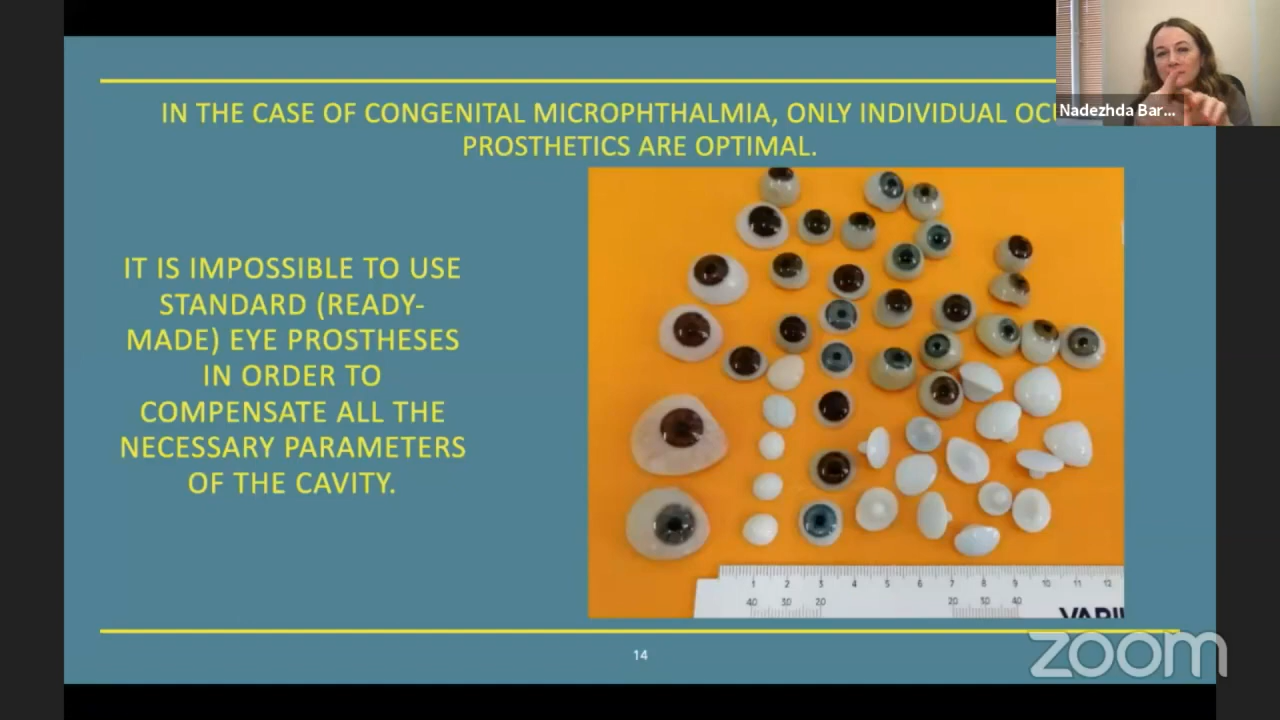 IN THE CASE OF CONGENITAL MICROPHTHALMIA, ONLY INDIVIDUAL
PROSTHETICS ARE OPTIMAL.
Nadezhda Bar...
IT IS IMPOSSIBLE TO USE
STANDARD (READY-
MADE) EYE PROSTHESES
IN ORDER TO
COMPENSATE ALL THE
NECESSARY PARAMETERS
OF THE CAVITY.
1 2 3 4 5 6 7 8 9 10 11 12
40 30 20 20 30 40
14
zoom